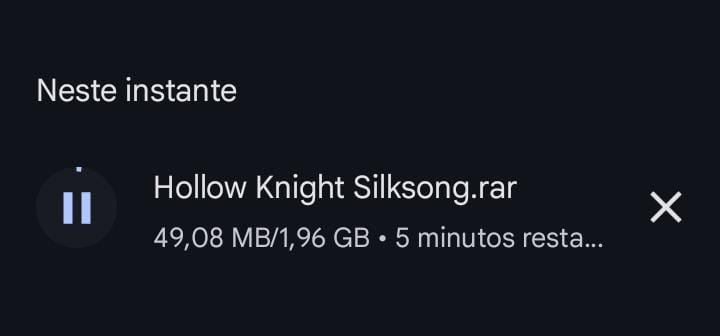 Neste instante
Hollow Knight Silksong.rar
49,08 MB/1,96 GB • 5 minutos resta...